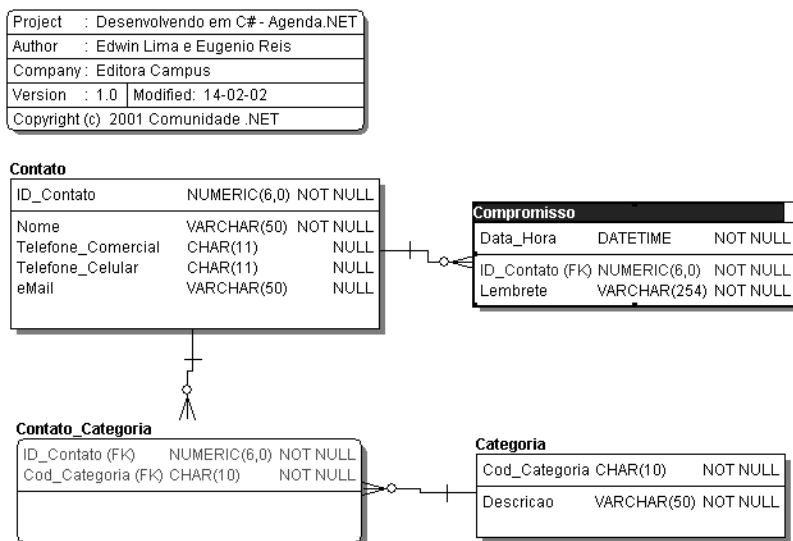 Project : Desenvolvendo em C# - Agenda.NET
Author : Edwin Lima e Eugenio Reis
Company : Editora Campus
Version : 1.0 Modified: 14-02-02
Copyright (c) 2001 Comunidade .NET
Contato
ID_Contato NUMERIC(6,0) NOT NULL
Nome VARCHAR(50) NOT NULL
Telefone_Comercial CHAR(11) NULL
Telefone_Celular CHAR(11) NULL
eMail VARCHAR(50) NULL
Compromisso
Data_Hora DATETIME NOT NULL
ID_Contato (FK) NUMERIC(6,0) NOT NULL
Lembrete VARCHAR(254) NOT NULL
Contato_Categoria
ID_Contato (FK) NUMERIC(6,0) NOT NULL
Cod_Categoria (FK) CHAR(10) NOT NULL
Categoria
Cod_Categoria CHAR(10) NOT NULL
Descricao VARCHAR(50) NOT NULL